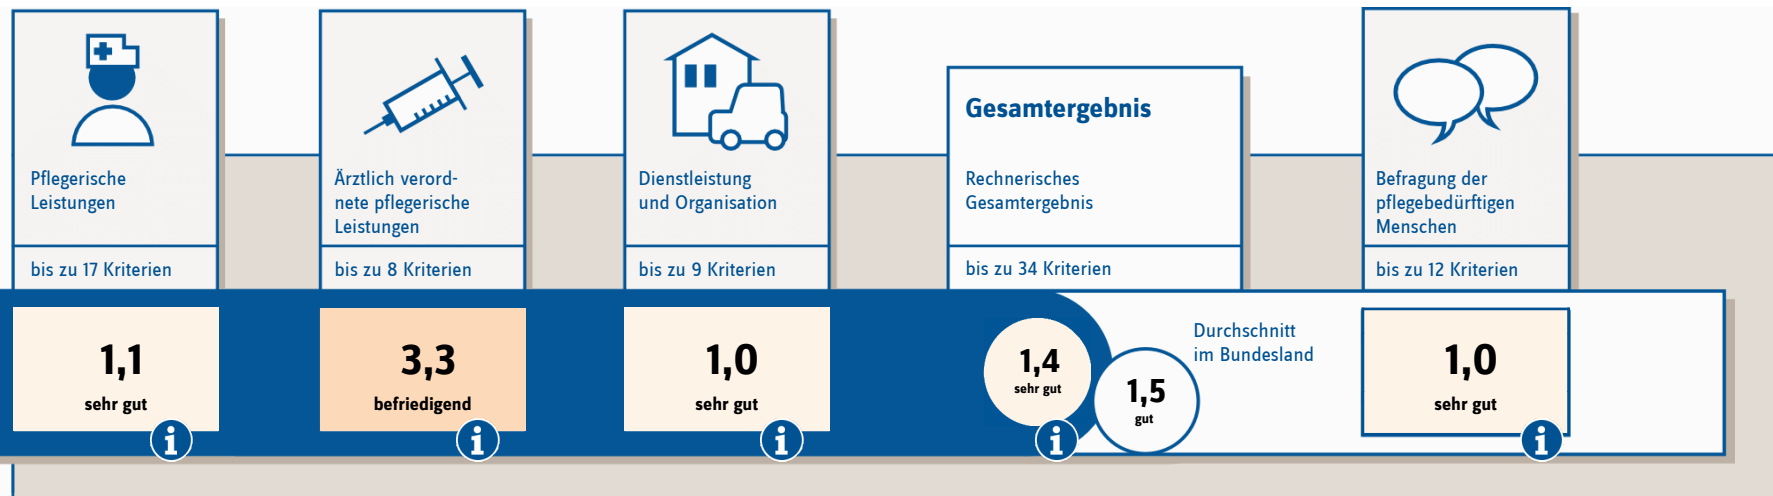 Pflegerische
Leistungen
bis zu 17 Kriterien
1,1
sehr gut
Ärztlich verord-
nete pflegerische
Leistungen
bis zu 8 Kriterien
3,3
befriedigend
Dienstleistung
und Organisation
bis zu 9 Kriterien
1,0
sehr gut
Gesamtergebnis
Rechnerisches
Gesamtergebnis
bis zu 34 Kriterien
1,4
sehr gut
1,5
gut
Durchschnitt
im Bundesland
Befragung der
pflegebedürftigen
Menschen
bis zu 12 Kriterien
1,0
sehr gut